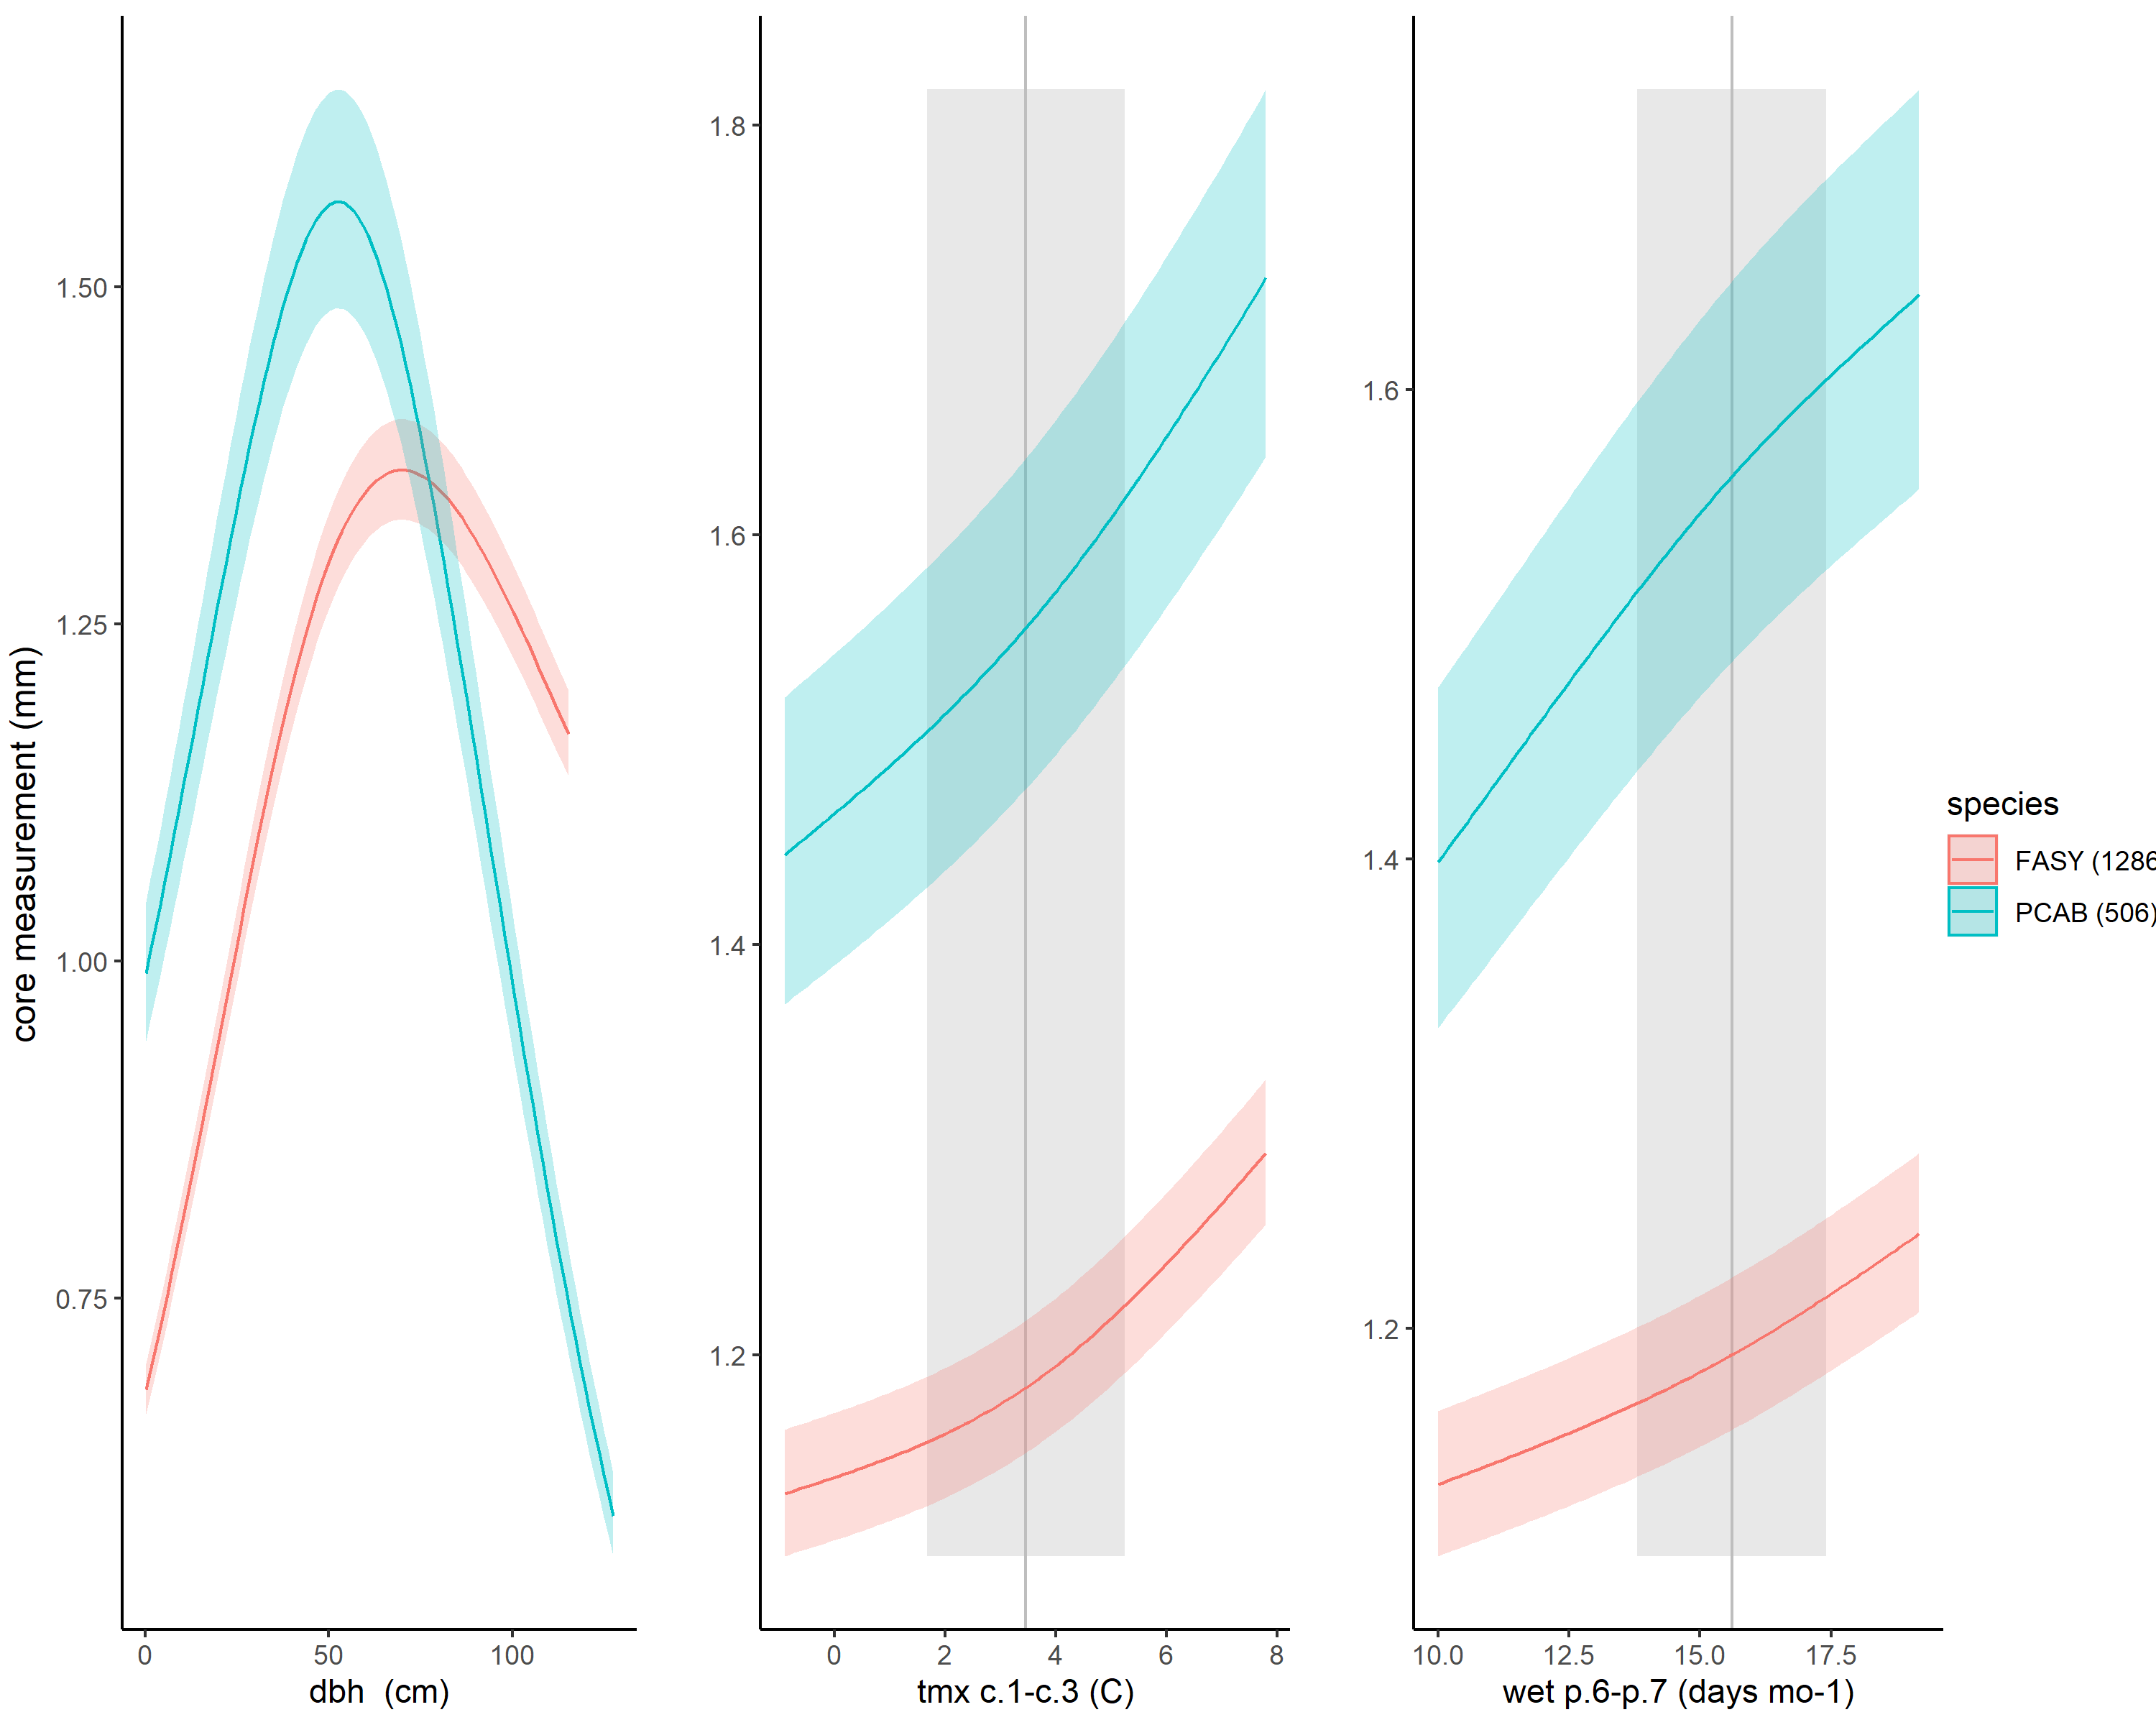 core measurement (mm)
1.50
1.25
1.00
0.75
0 50 100
dbh (cm)
1.8
1.6
1.4
1.2
0 2 4 6 8
tmx c.1-c.3 (C)
1.6
1.4
1.2
10.0 12.5 15.0 17.5
wet p.6-p.7 (days mo-1)
species
FASY (1286
PCAB (506)